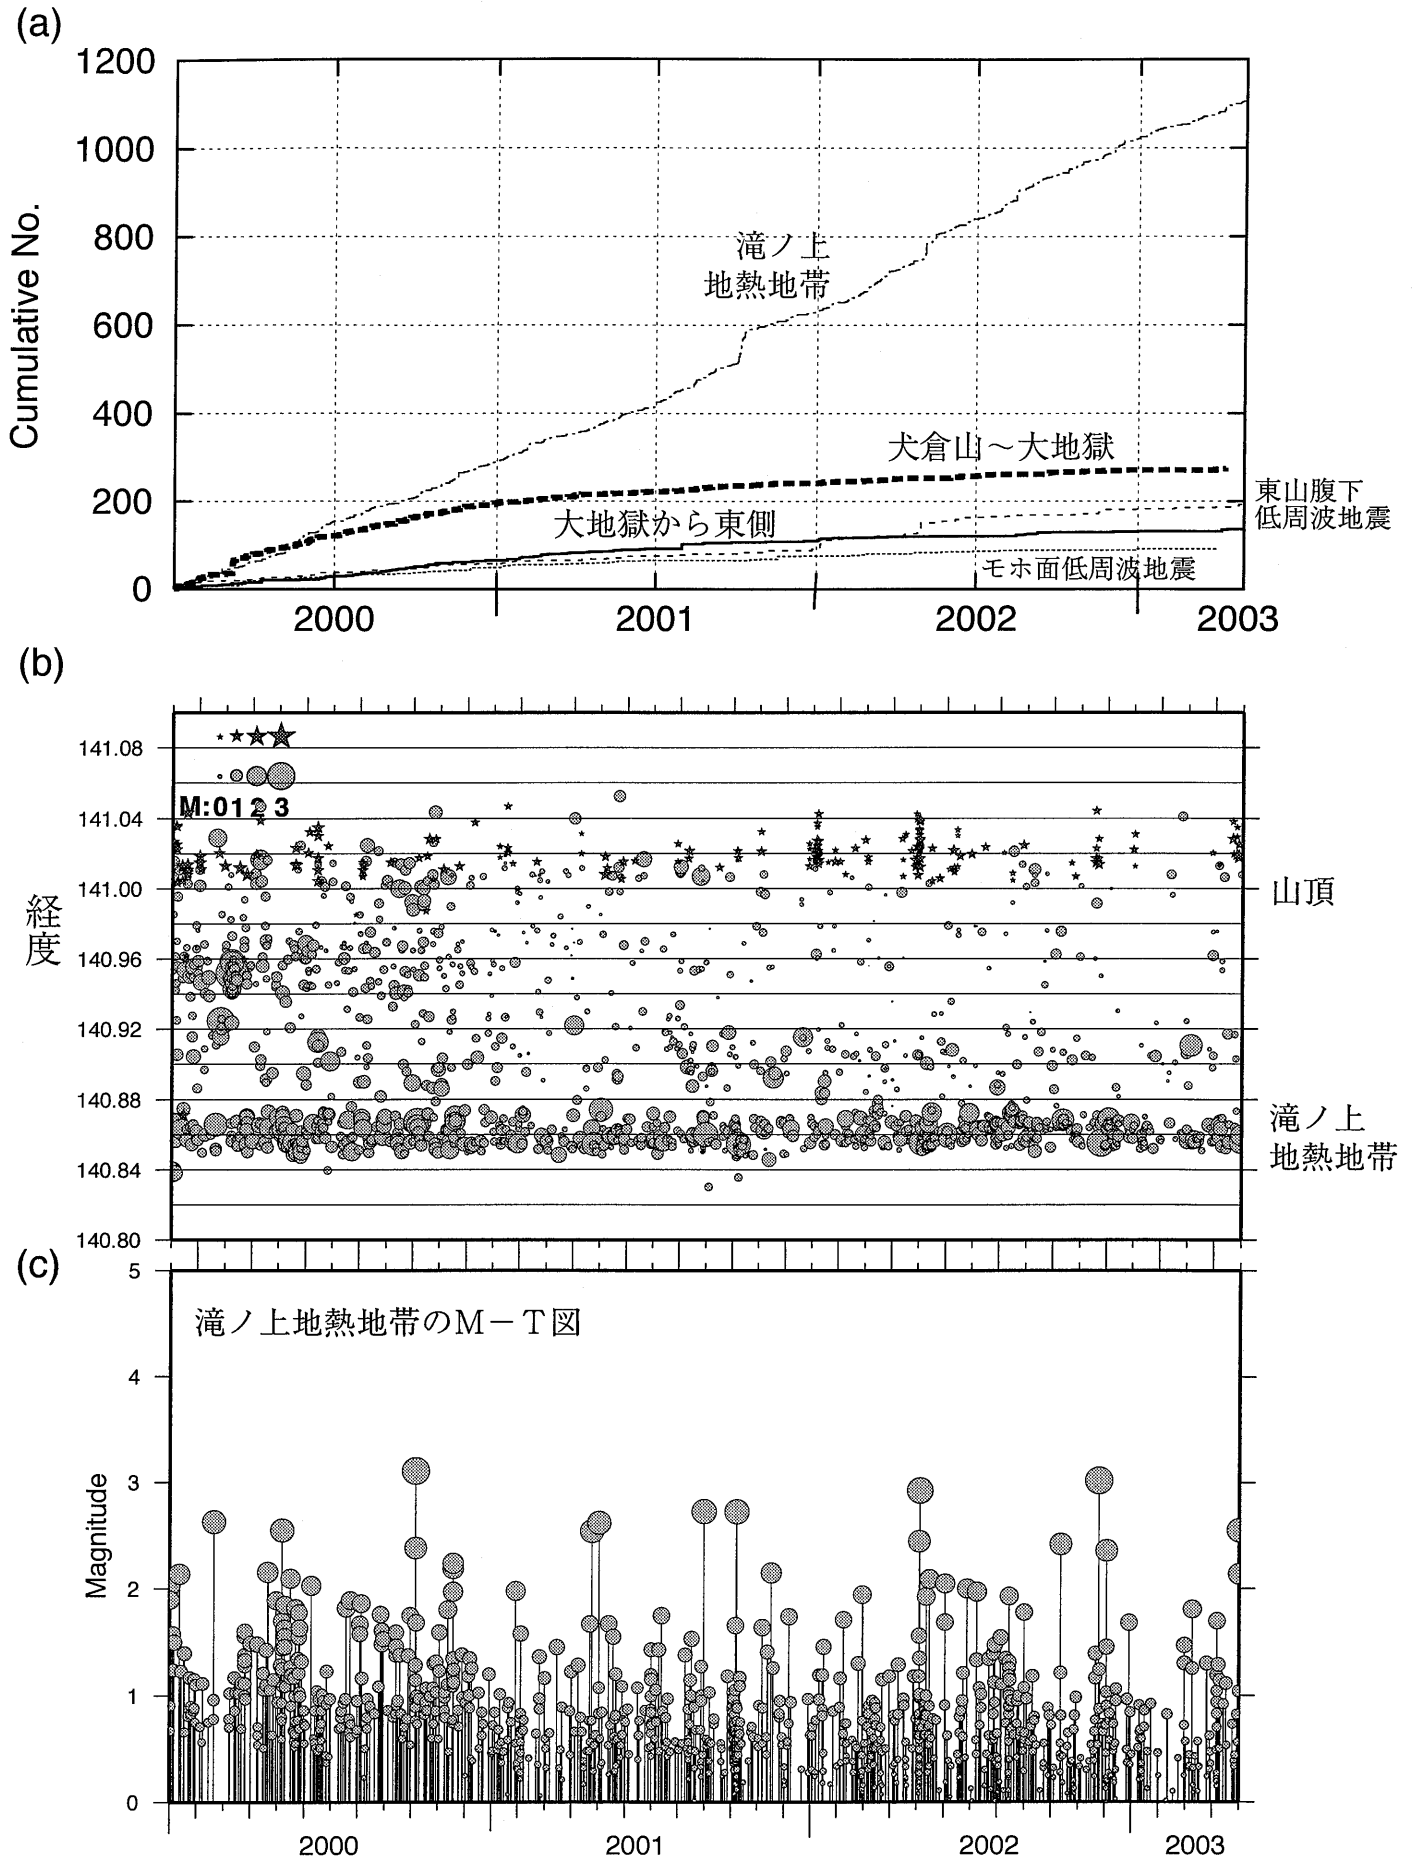 (a)
1200
1000
800
600
400
200
0
Cumulative No.
滝ノ上
地熱地帯
犬倉山～大地獄
大地獄から東側
東山腹下
低周波地震
モホ面低周波地震
2000 2001 2002 2003
(b)
141.08
141.04
141.00
140.96
140.92
140.88
140.84
140.80
経度
M:0123
山頂
滝ノ上
地熱地帯
(c)
5
4
3
2
1
0
Magnitude
滝ノ上地熱地帯のM－T図
2000 2001 2002 2003